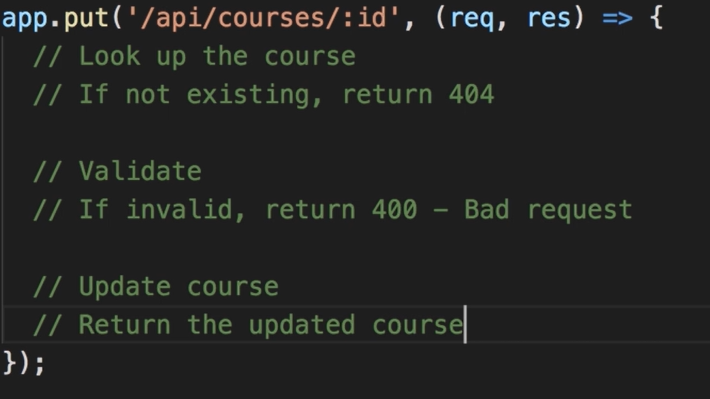 app.put('/api/courses/:id', (req, res) => {
// Look up the course
// If not existing, return 404
// Validate
// If invalid, return 400 – Bad request
// Update course
// Return the updated course
});